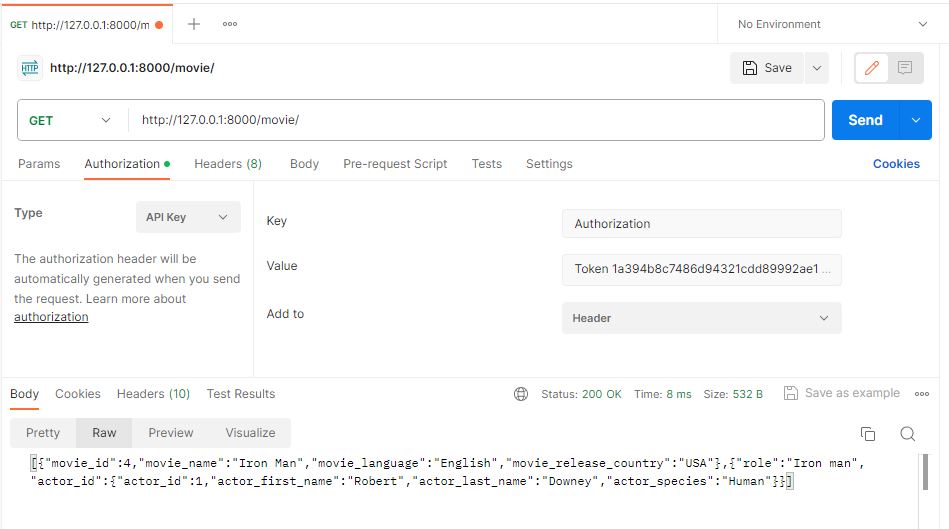 GET http://127.0.0.1:8000/m
No Environment
HTTP http://127.0.0.1:8000/movie/
Save
GET http://127.0.0.1:8000/movie/
Send
Params Authorization Headers (8) Body Pre-request Script Tests Settings Cookies
Type API Key
The authorization header will be
automatically generated when you send
the request. Learn more about
authorization
Key Authorization
Value Token 1a394b8c7486d94321cdd89992ae1 ...
Add to Header
Body Cookies Headers (10) Test Results Status: 200 OK Time: 8 ms Size: 532 B Save as example
Pretty Raw Preview Visualize
[{"movie_id":4,"movie_name":"Iron Man","movie_language":"English","movie_release_country":"USA"},{"role":"Iron man",
"actor_id":{"actor_id":1,"actor_first_name":"Robert","actor_last_name":"Downey","actor_species":"Human"}}]